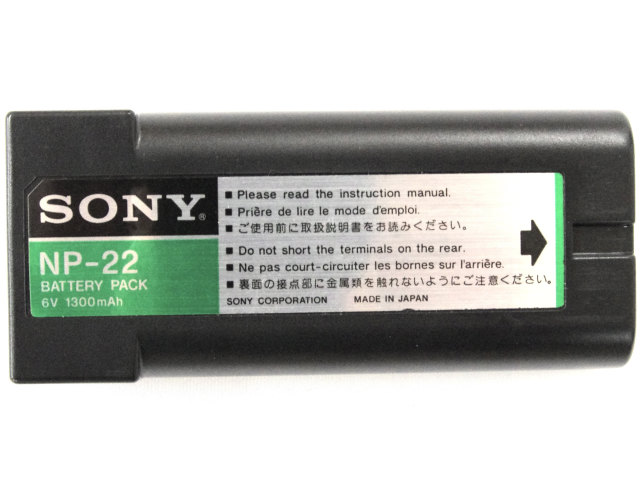 SONY®
NP-22
BATTERY PACK
6V 1300mAh
■ Please read the instruction manual.
■ Prière de lire le mode d'emploi.
■ ご使用前に取扱説明書をお読みください。
■ Do not short the terminals on the rear.
■ Ne pas court-circuiter les bornes sur l'arrière.
■ 裏面の接点部に金属類を触れないようにご注意ください。
SONY CORPORATION MADE IN JAPAN